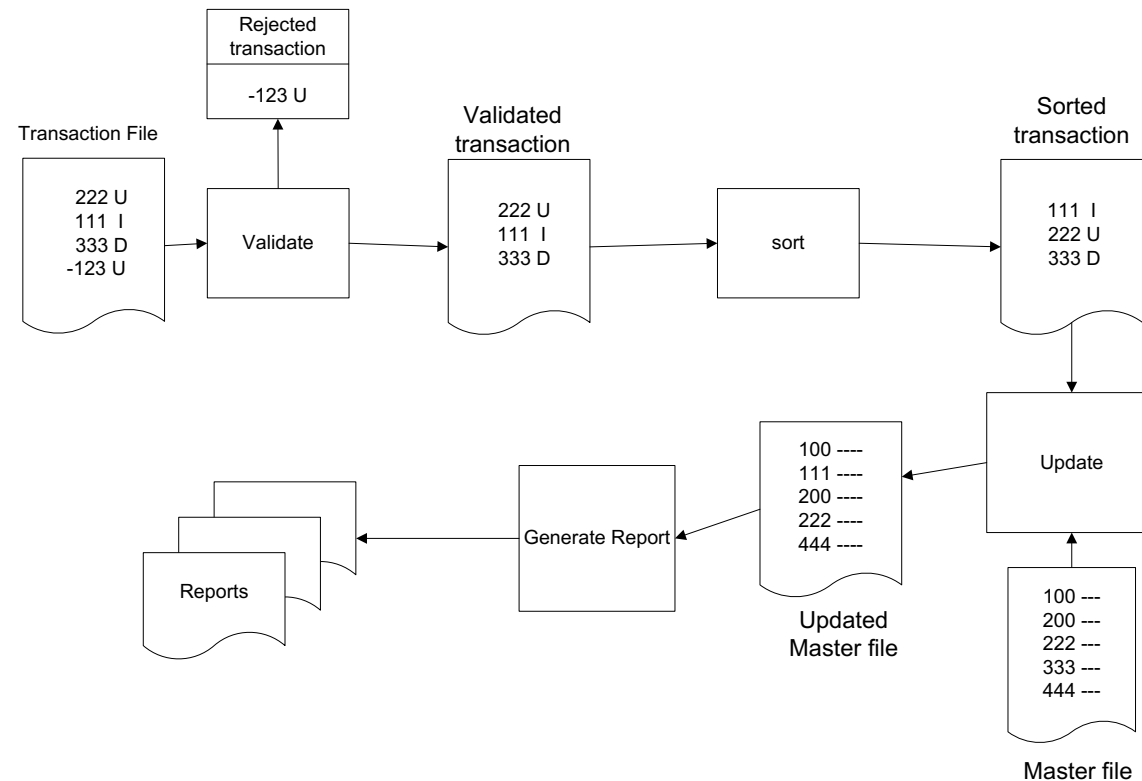 Rejected
transaction
-123 U
Transaction File
222 U
111 I
333 D
-123 U
Validate
Validated
transaction
222 U
111 I
333 D
sort
Sorted
transaction
111 I
222 U
333 D
Update
100 ---
200 ---
222 ---
333 ---
444 ---
Master file
100 ----
111 ----
200 ----
222 ----
444 ----
Updated
Master file
Generate Report
Reports